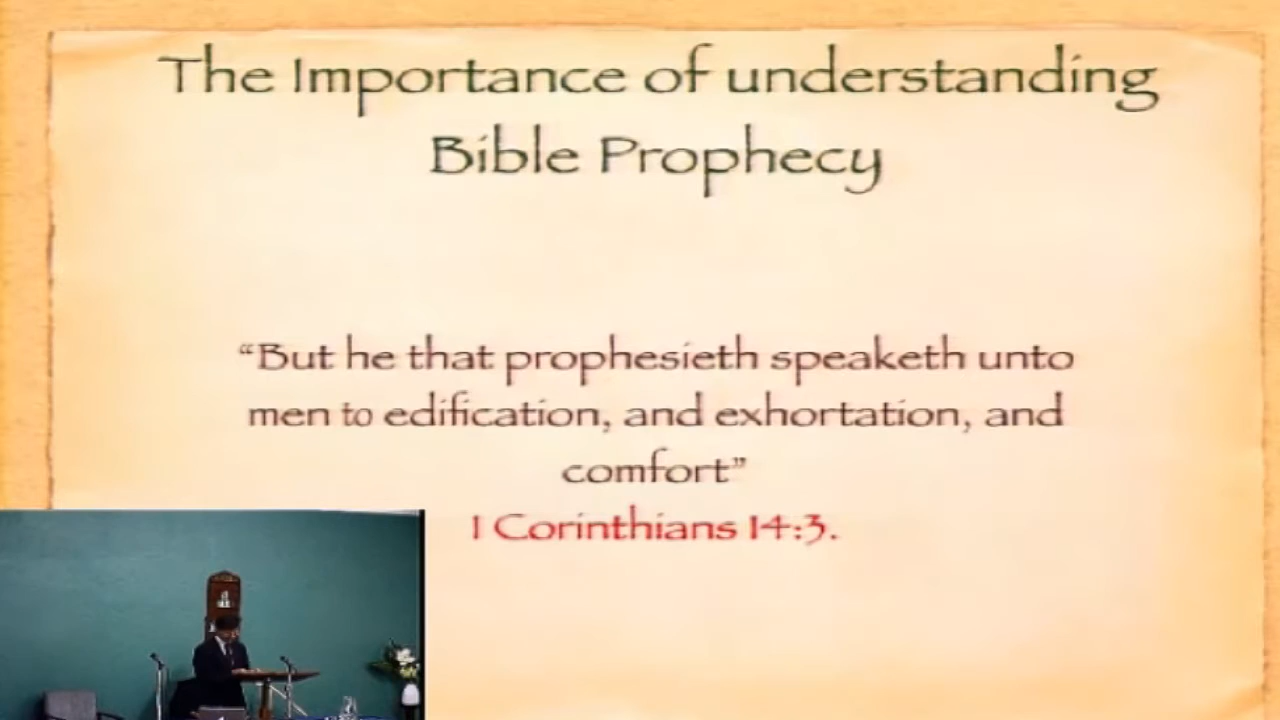 The Importance of understanding
Bible Prophecy
“But he that prophesieth speaketh unto
men to edification, and exhortation, and
comfort”
1 Corinthians 14:3.